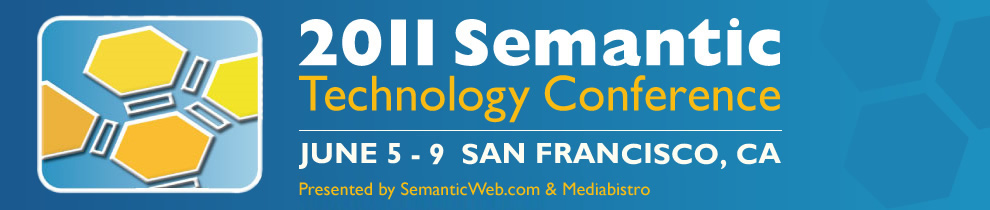 2011 Semantic
Technology Conference
JUNE 5 - 9 SAN FRANCISCO, CA
Presented by SemanticWeb.com & Mediabistro